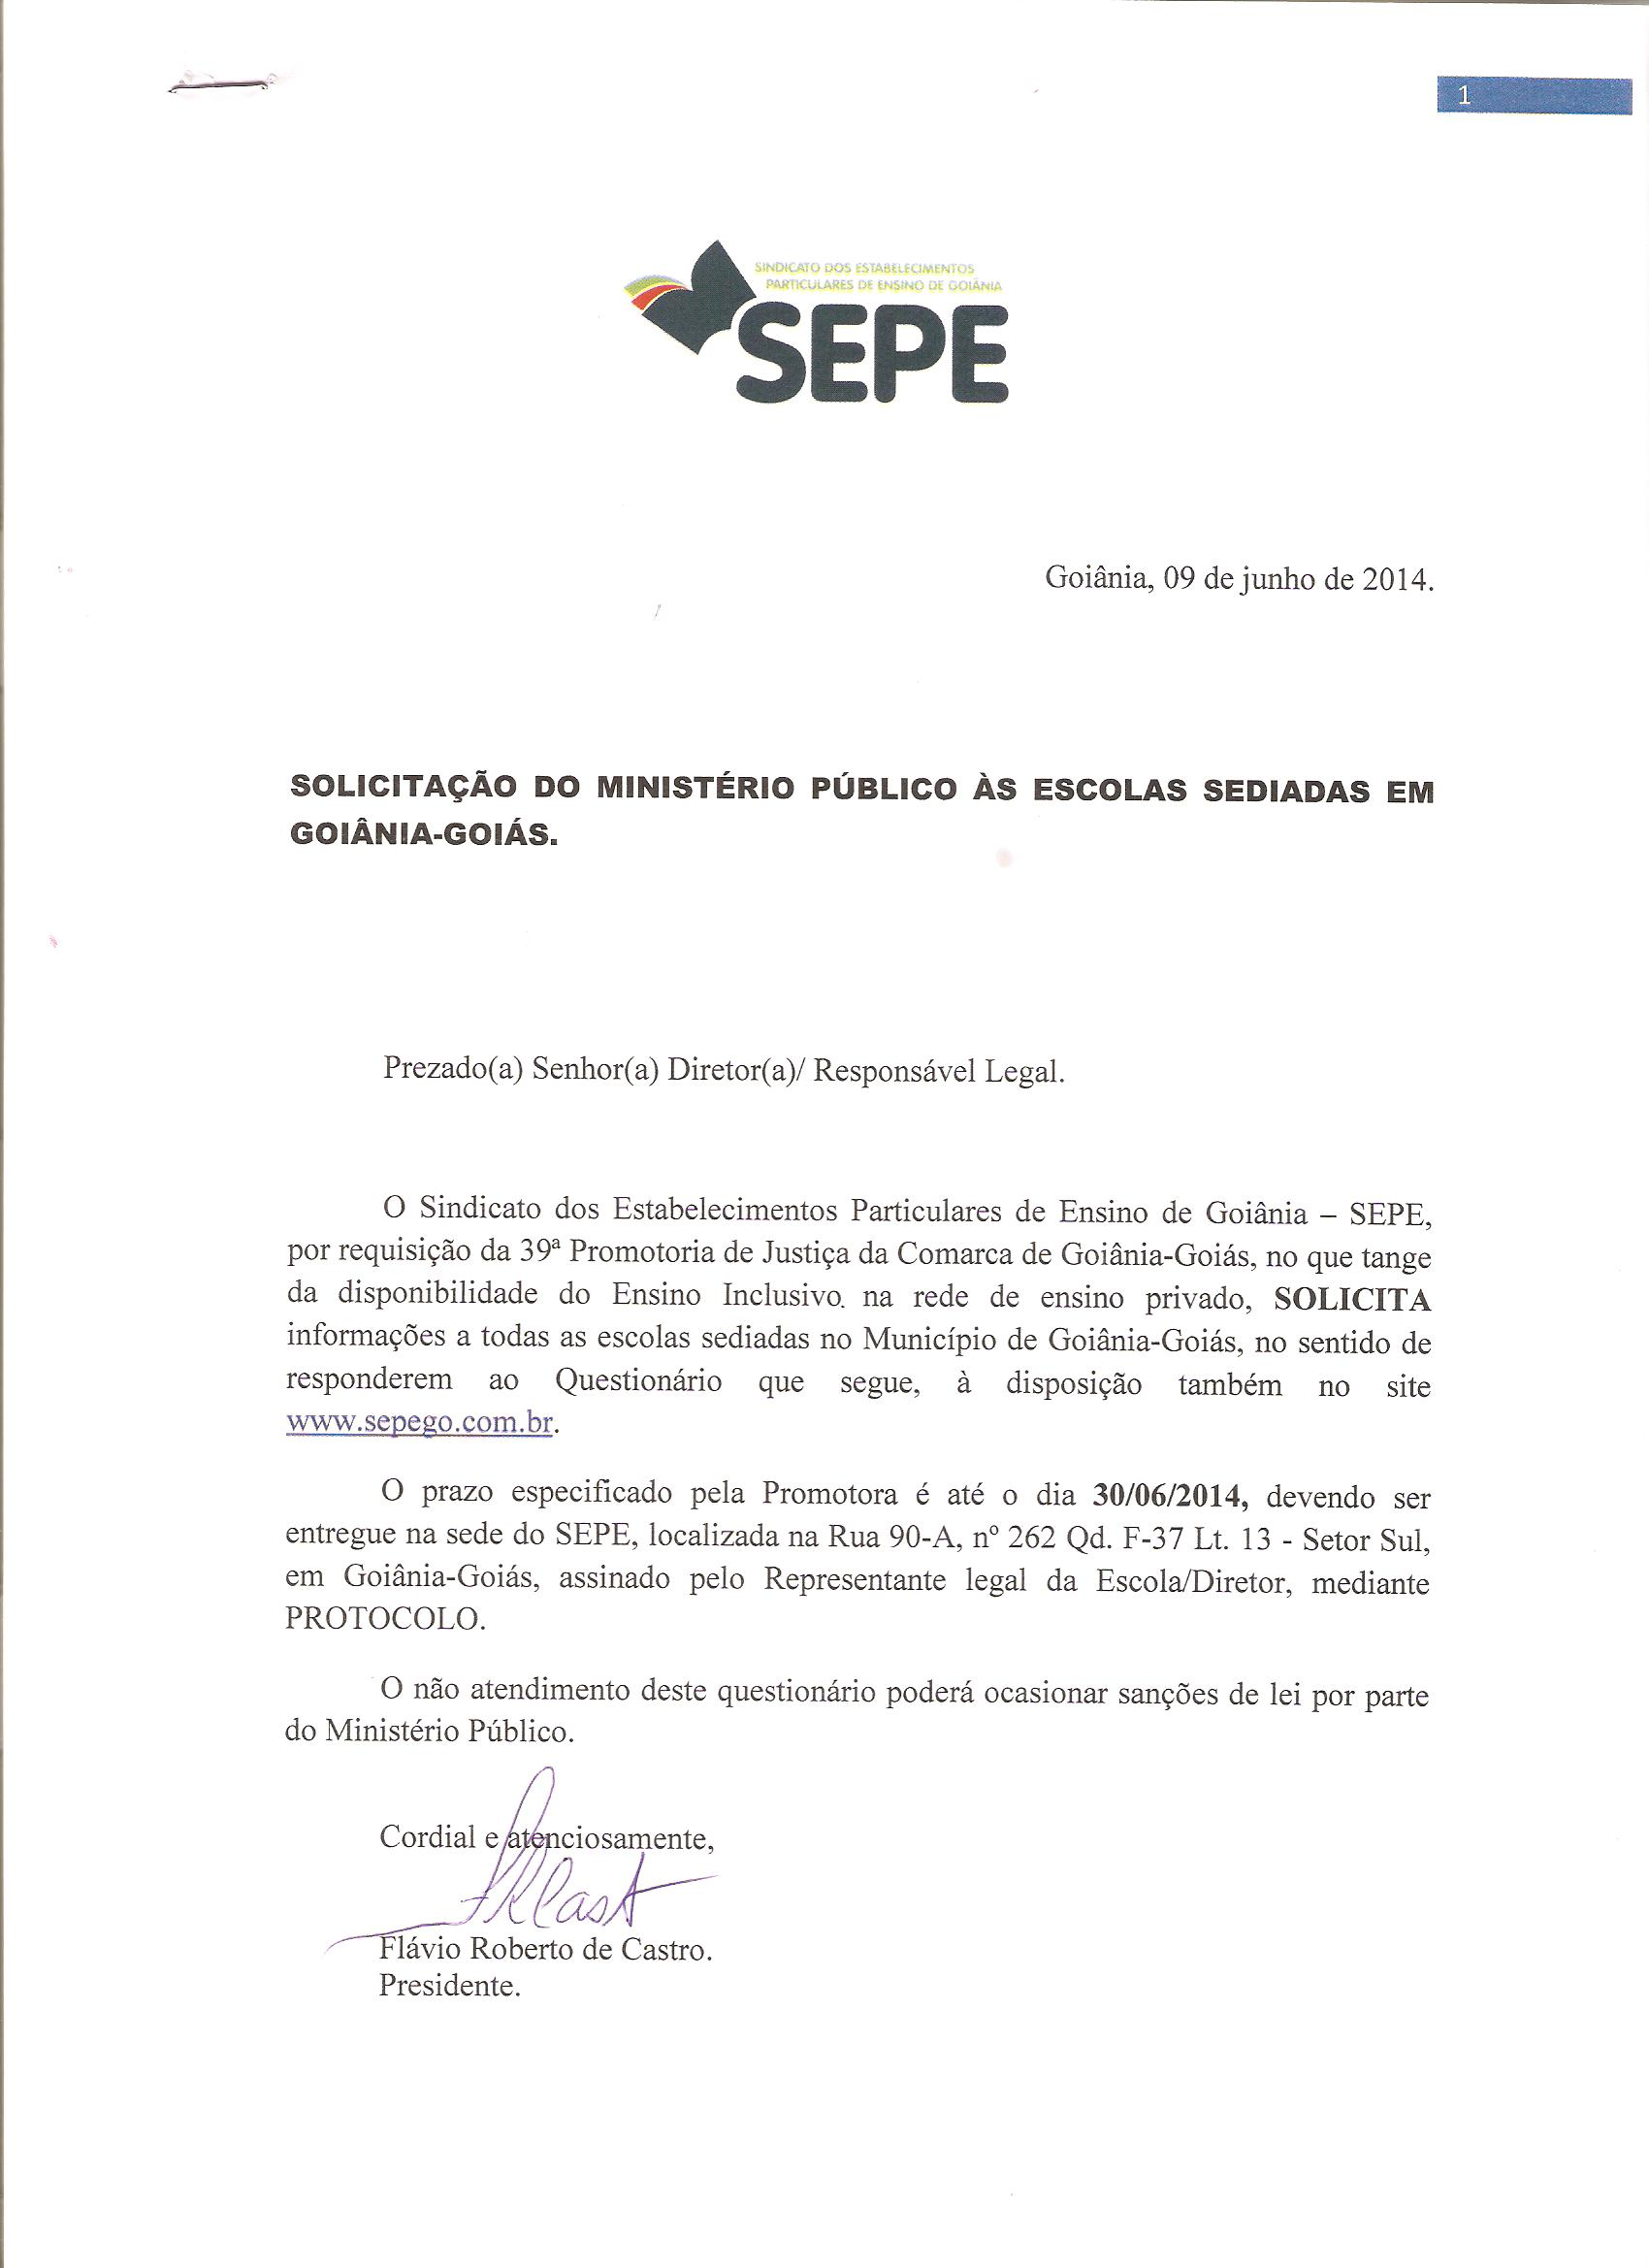 1
SINDICATO DOS ESTABELECIMENTOS
PARTICULARES DE ENSINO DE GOIÂNIA
SEPE
Goiânia, 09 de junho de 2014.
SOLICITAÇÃO DO MINISTÉRIO PÚBLICO ÀS ESCOLAS SEDIADAS EM
GOIÂNIA-GOIÁS.
Prezado(a) Senhor(a) Diretor(a)/ Responsável Legal.
O Sindicato dos Estabelecimentos Particulares de Ensino de Goiânia – SEPE,
por requisição da 39ª Promotoria de Justiça da Comarca de Goiânia-Goiás, no que tange
da disponibilidade do Ensino Inclusivo na rede de ensino privado, SOLICITA
informações a todas as escolas sediadas no Município de Goiânia-Goiás, no sentido de
responderem ao Questionário que segue, à disposição também no site
www.sepego.com.br.
O prazo especificado pela Promotora é até o dia 30/06/2014, devendo ser
entregue na sede do SEPE, localizada na Rua 90-A, nº 262 Qd. F-37 Lt. 13 - Setor Sul,
em Goiânia-Goiás, assinado pelo Representante legal da Escola/Diretor, mediante
PROTOCOLO.
O não atendimento deste questionário poderá ocasionar sanções de lei por parte
do Ministério Público.
Cordial e atenciosamente,
Flávio Roberto de Castro.
Presidente.